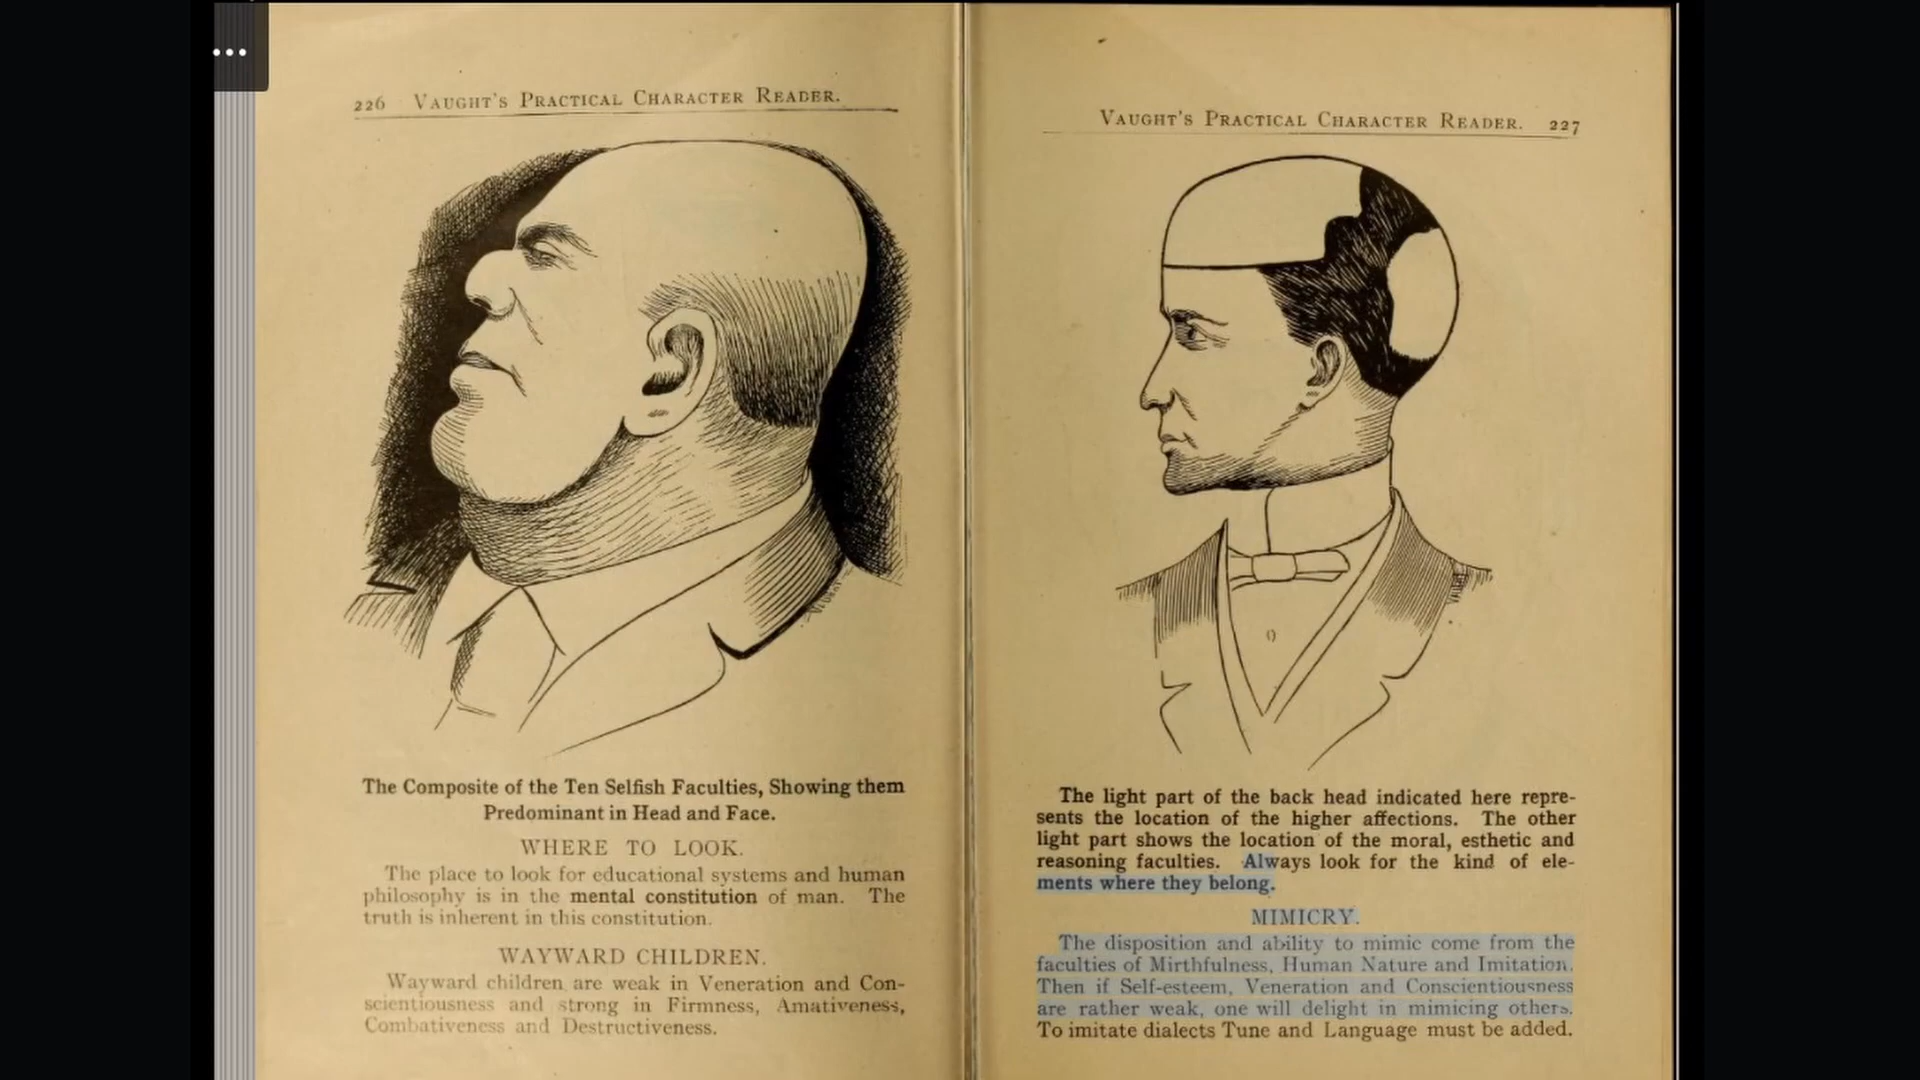 226 VAUGHT'S PRACTICAL CHARACTER READER.
The Composite of the Ten Selfish Faculties, Showing them
Predominant in Head and Face.
WHERE TO LOOK.
The place to look for educational systems and human
philosophy is in the mental constitution of man. The
truth is inherent in this constitution.
WAYWARD CHILDREN.
Wayward children are weak in Veneration and Con-
scientiousness and strong in Firmness, Amativeness,
Combativeness and Destructiveness.
VAUGHT'S PRACTICAL CHARACTER READER. 227
The light part of the back head indicated here repre-
sents the location of the higher affections. The other
light part shows the location of the moral, esthetic and
reasoning faculties. Always look for the kind of ele-
ments where they belong.
MIMICRY.
The disposition and ability to mimic come from the
faculties of Mirthfulness, Human Nature and Imitation.
Then if Self-esteem, Veneration and Conscientiousness
are rather weak, one will delight in mimicing others.
To imitate dialects Tune and Language must be added.